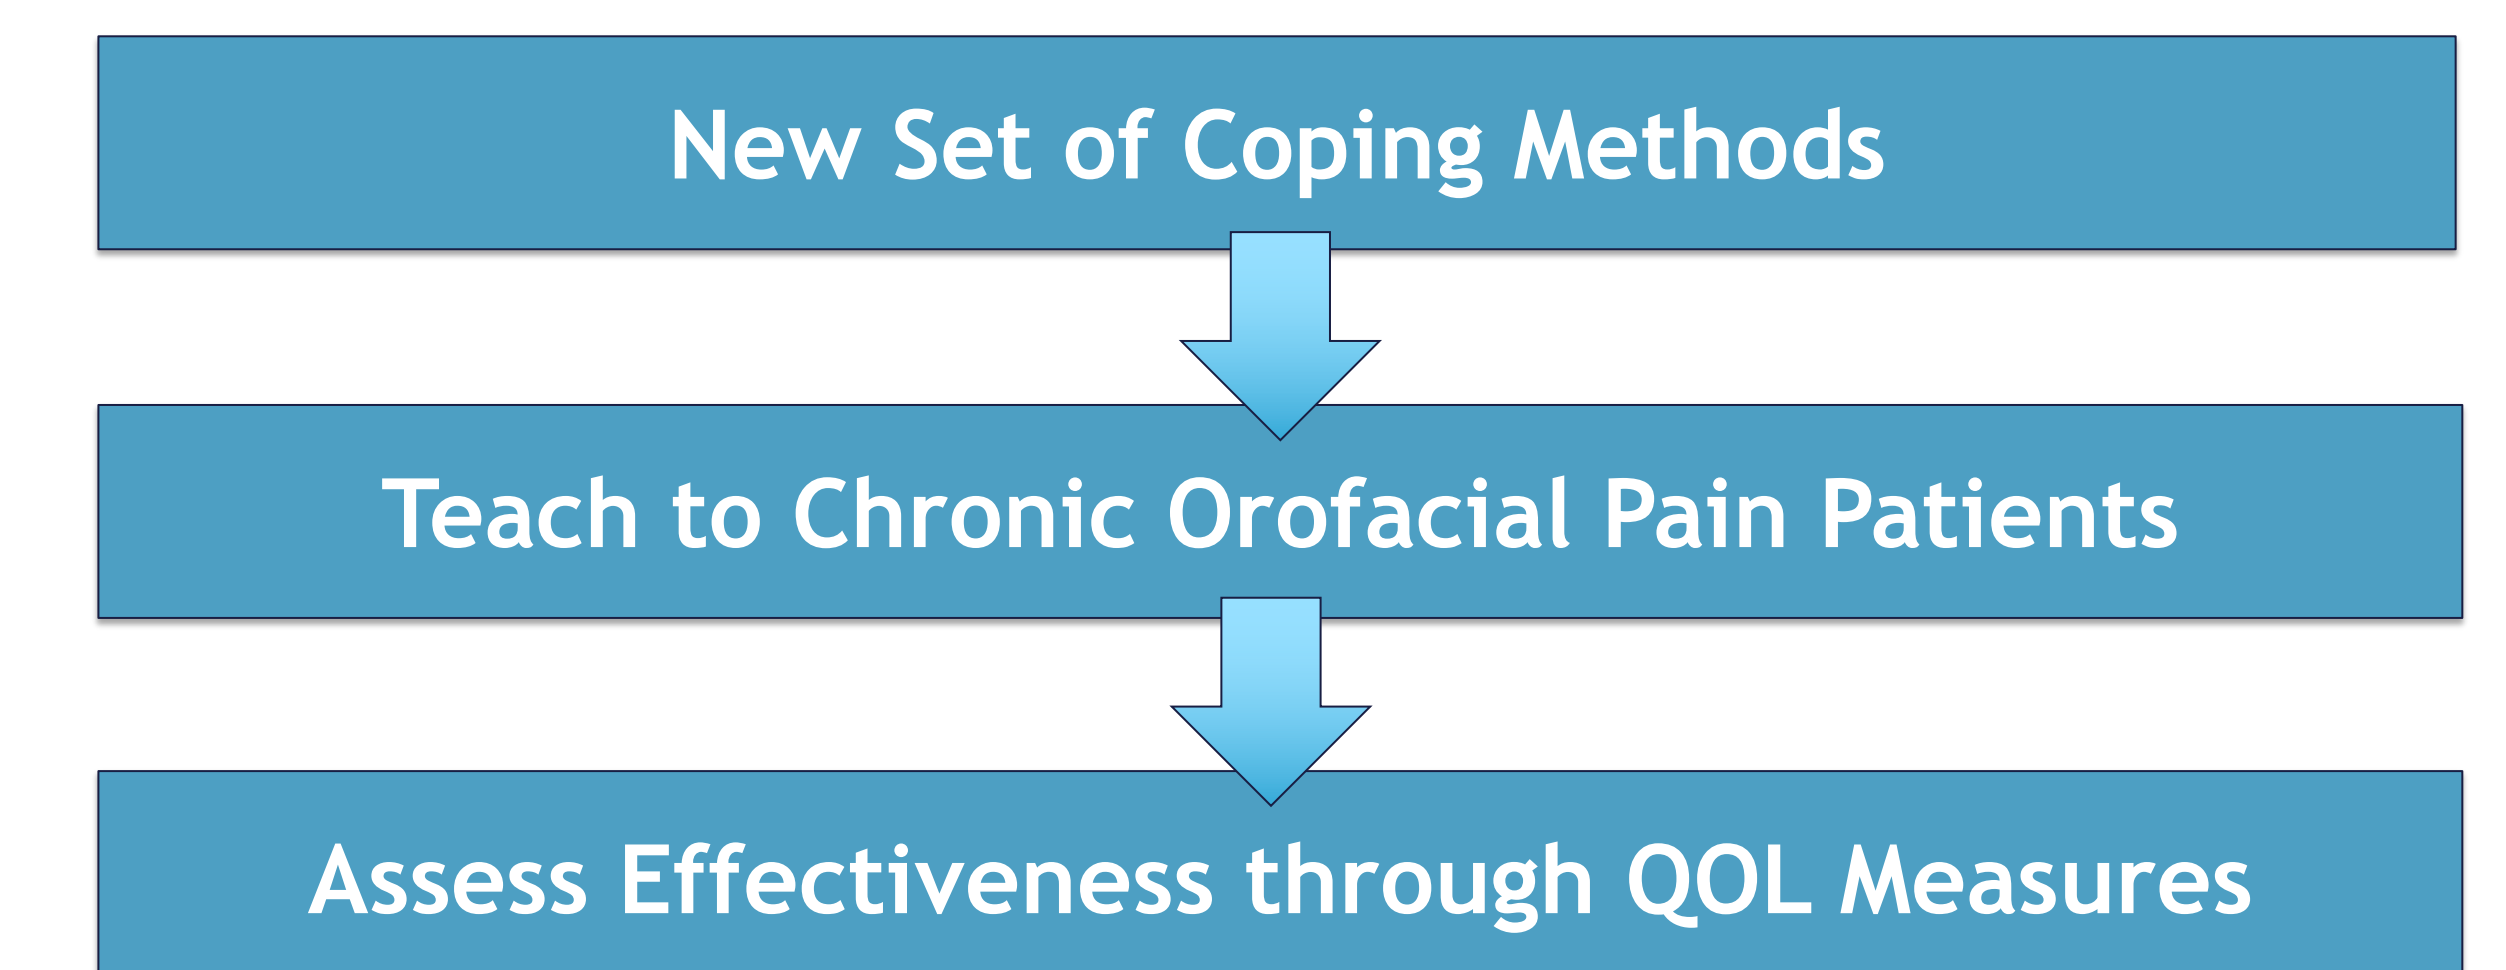 New Set of Coping Methods
Teach to Chronic Orofacial Pain Patients
Assess Effectiveness through QOL Measures